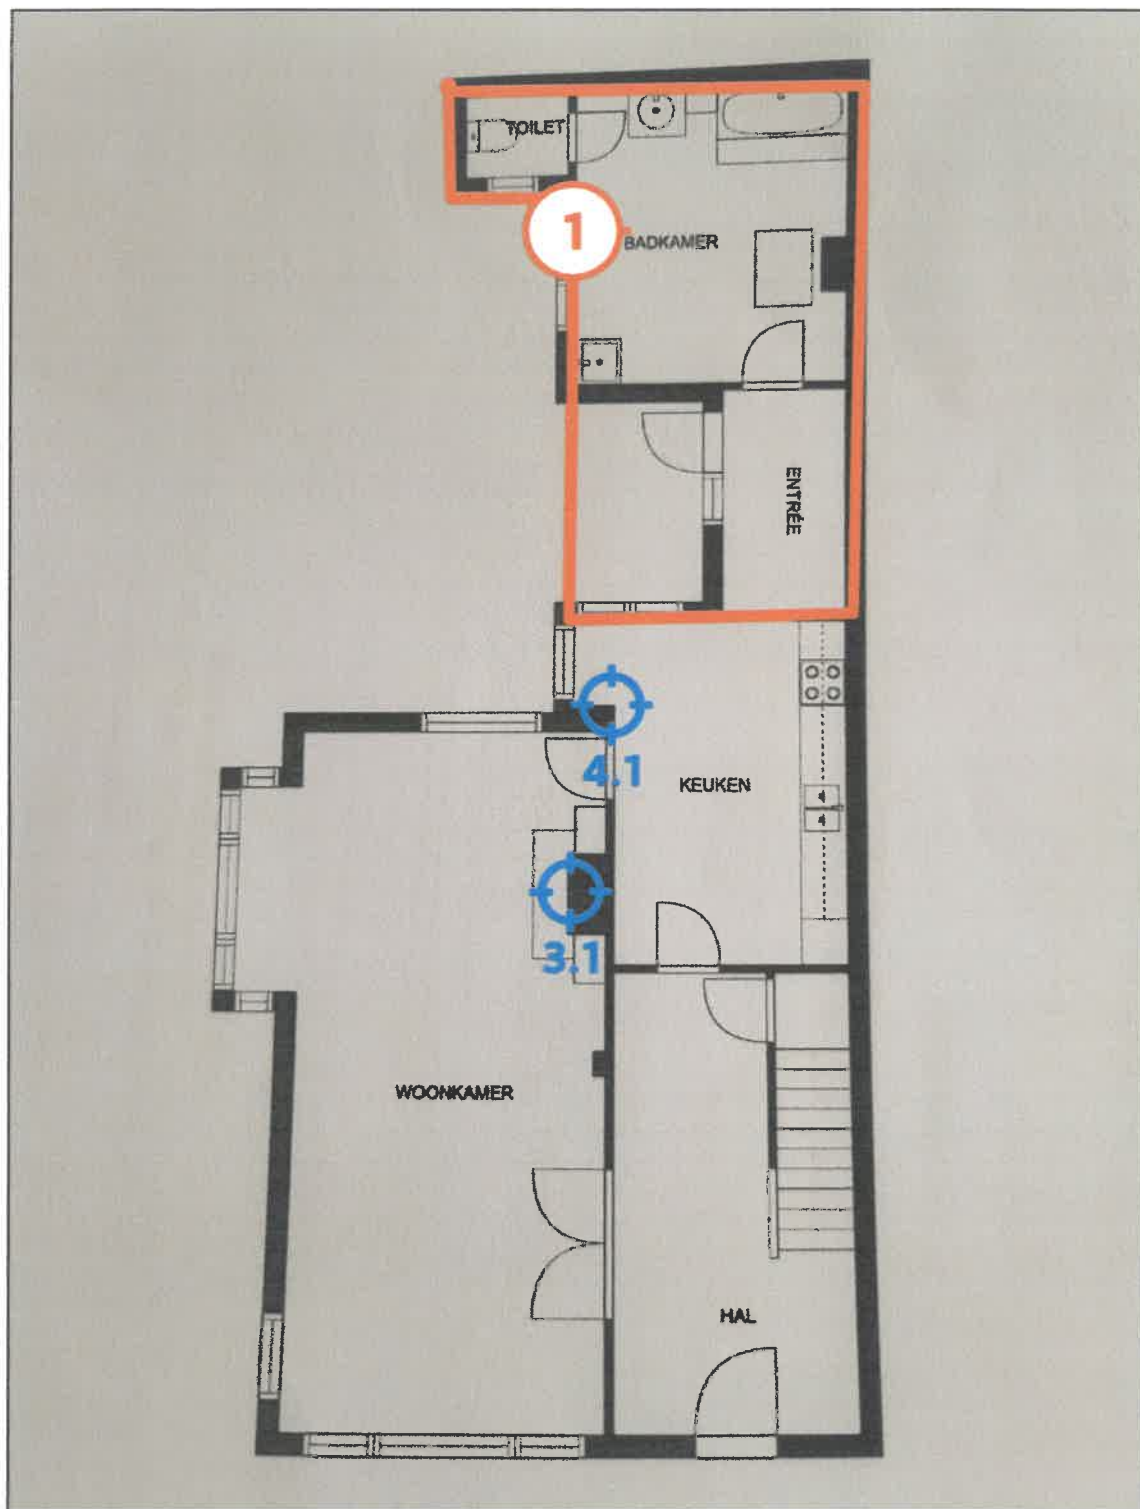 TOILET
1
BADKAMER
ENTRÉE
4.1
KEUKEN
3.1
WOONKAMER
HAL